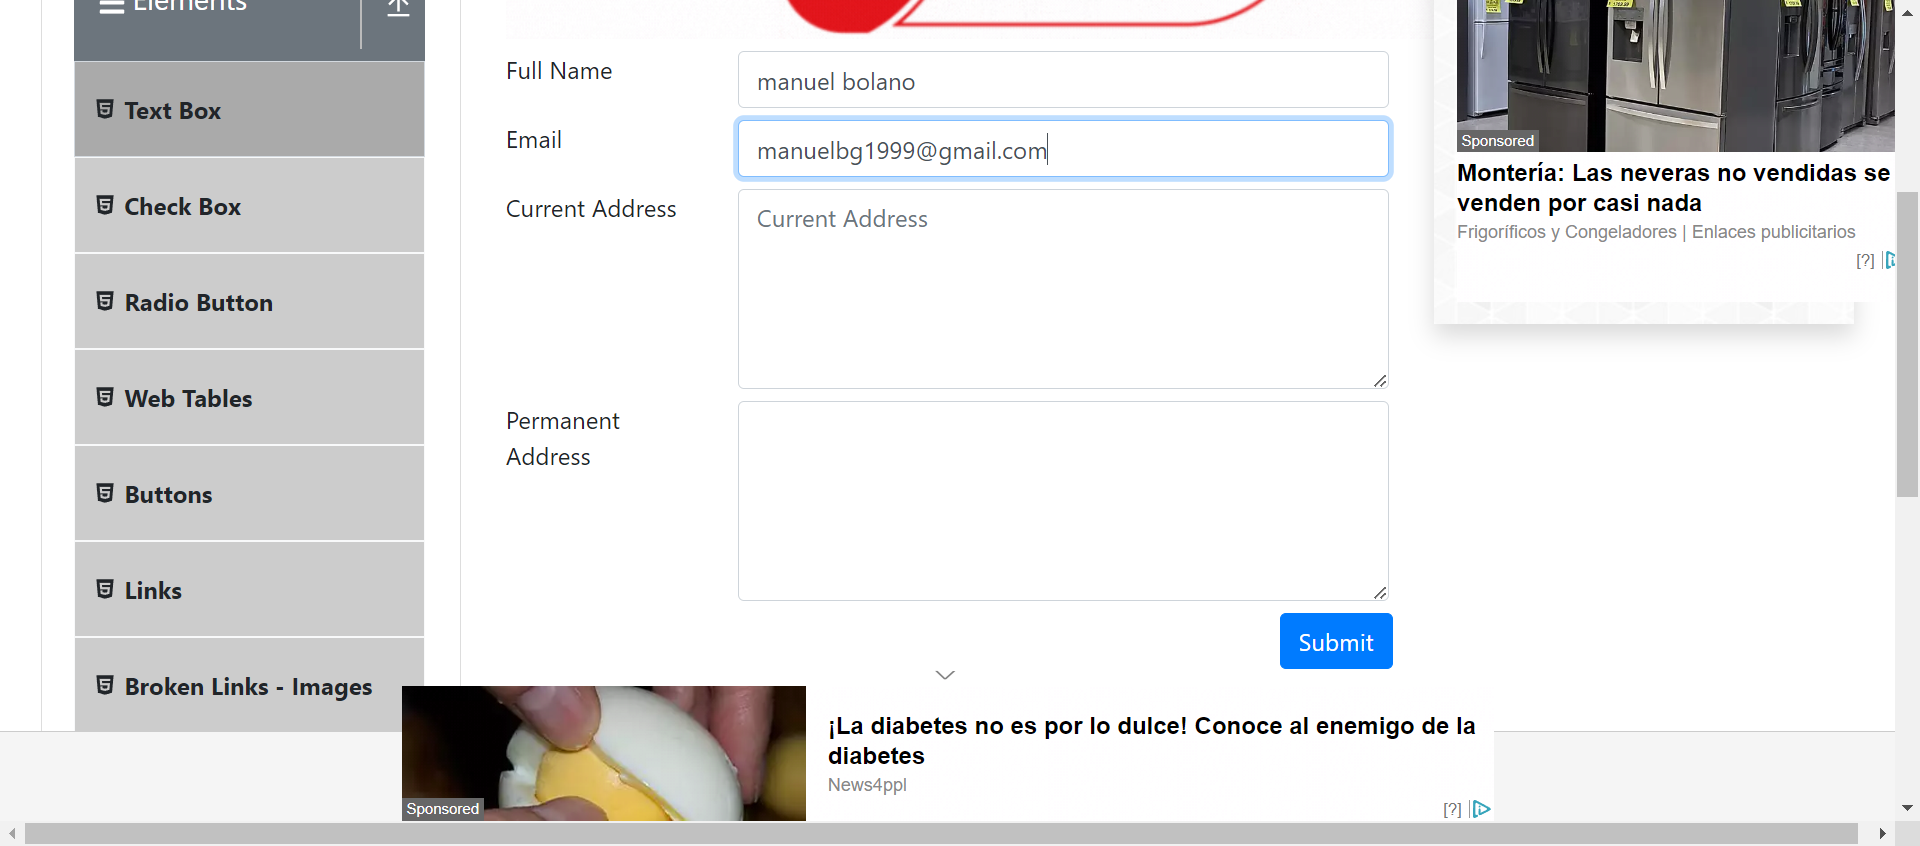 Elements
Text Box
Check Box
Radio Button
Web Tables
Buttons
Links
Broken Links - Images
Full Name
manuel bolano
Email
manuelbg1999@gmail.com
Current Address
Current Address
Permanent
Address
Submit
Sponsored
Montería: Las neveras no vendidas se
venden por casi nada
Frigoríficos y Congeladores | Enlaces publicitarios
[?]
Sponsored
¡La diabetes no es por lo dulce! Conoce al enemigo de la
diabetes
News4ppl
[?]